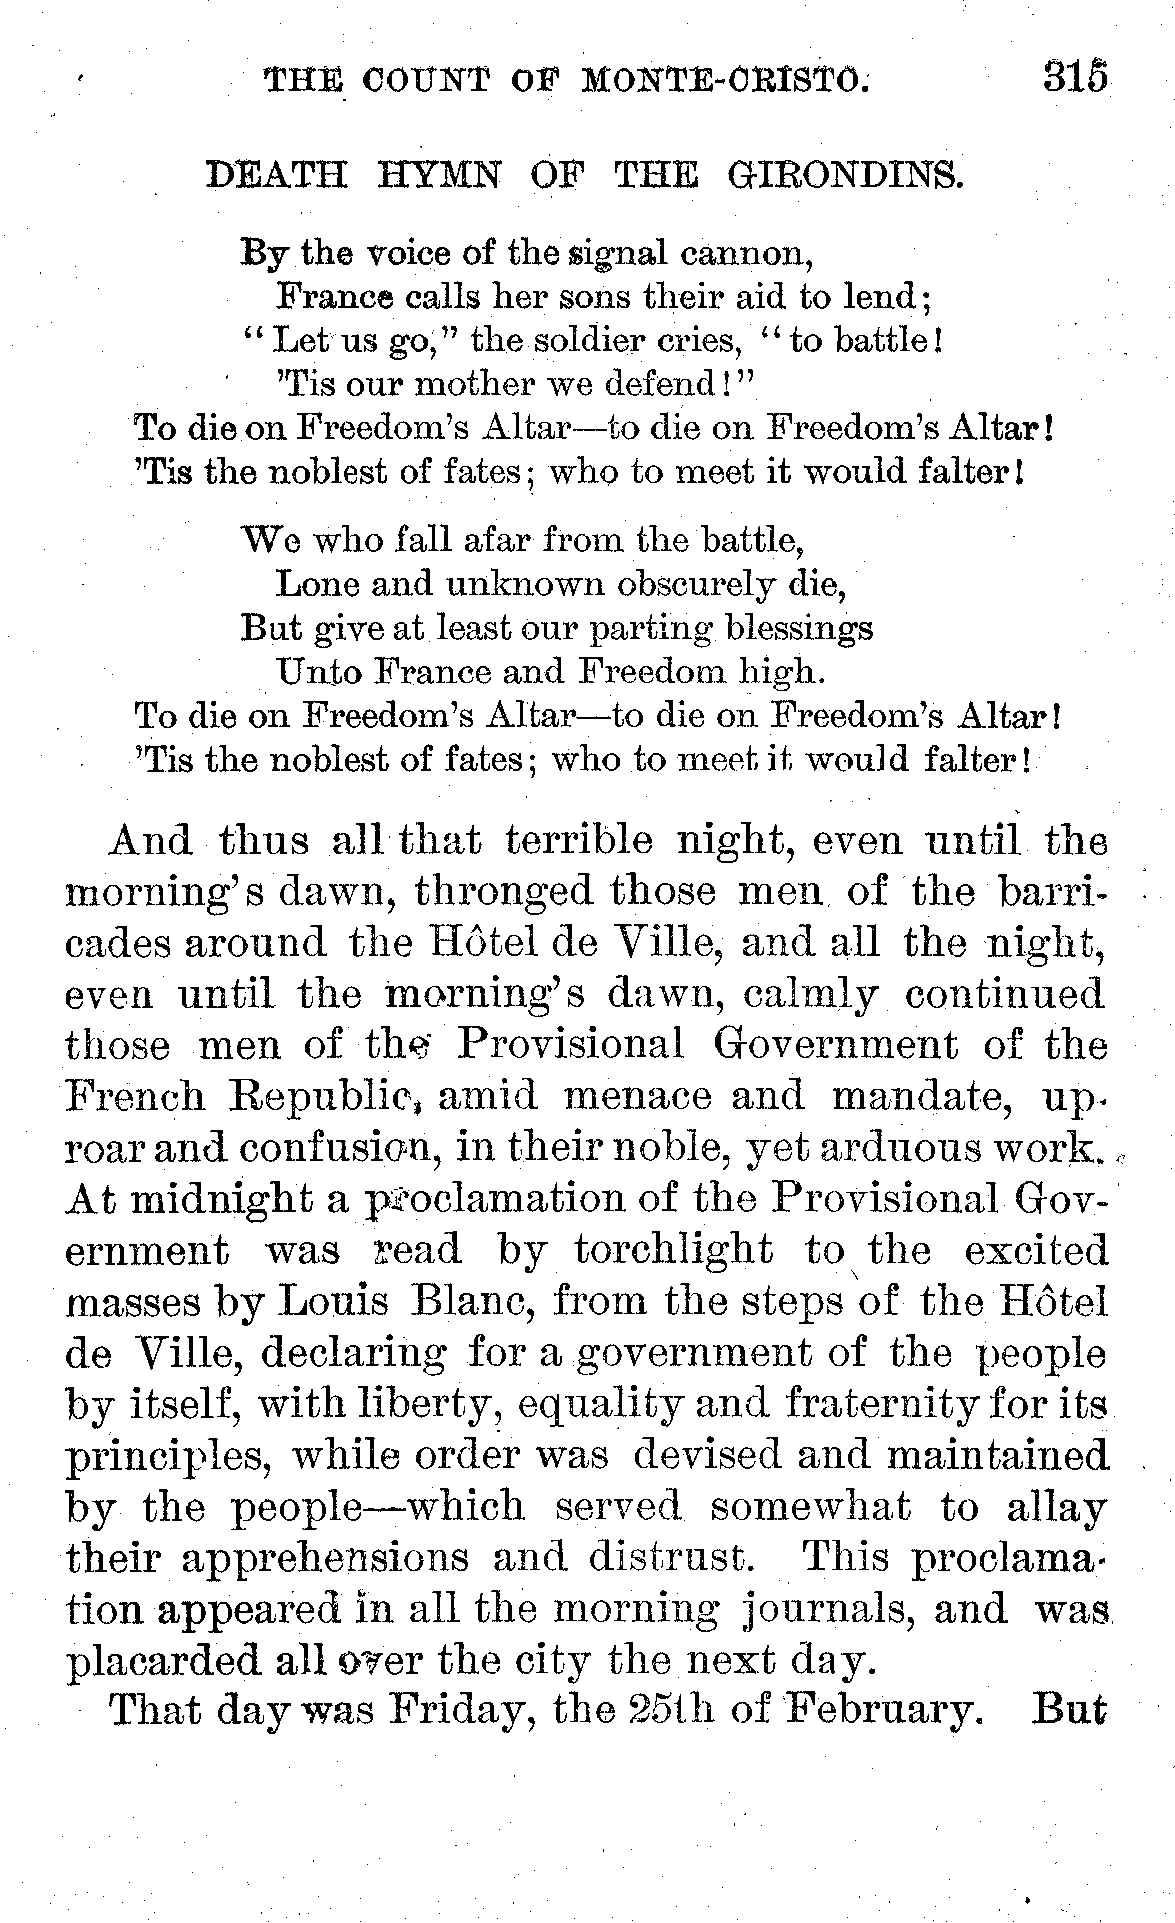 THE COUNT OF MONTE-CRISTO. 315
DEATH HYMN OF THE GIRONDINS.
By the voice of the signal cannon,
France calls her sons their aid to lend;
“Let us go,” the soldier cries, “to battle!
’Tis our mother we defend!”
To die on Freedom’s Altar—to die on Freedom’s Altar!
’Tis the noblest of fates; who to meet it would falter!
We who fall afar from the battle,
Lone and unknown obscurely die,
But give at least our parting blessings
Unto France and Freedom high.
To die on Freedom’s Altar—to die on Freedom’s Altar!
’Tis the noblest of fates; who to meet it would falter!
And thus all that terrible night, even until the
morning’s dawn, thronged those men of the barri-
cades around the Hôtel de Ville, and all the night,
even until the morning’s dawn, calmly continued
those men of the Provisional Government of the
French Republic, amid menace and mandate, up-
roar and confusion, in their noble, yet arduous work.
At midnight a proclamation of the Provisional Gov-
ernment was read by torchlight to the excited
masses by Louis Blanc, from the steps of the Hôtel
de Ville, declaring for a government of the people
by itself, with liberty, equality and fraternity for its
principles, while order was devised and maintained
by the people—which served somewhat to allay
their apprehensions and distrust. This proclama-
tion appeared in all the morning journals, and was
placarded all over the city the next day.
That day was Friday, the 25th of February. But